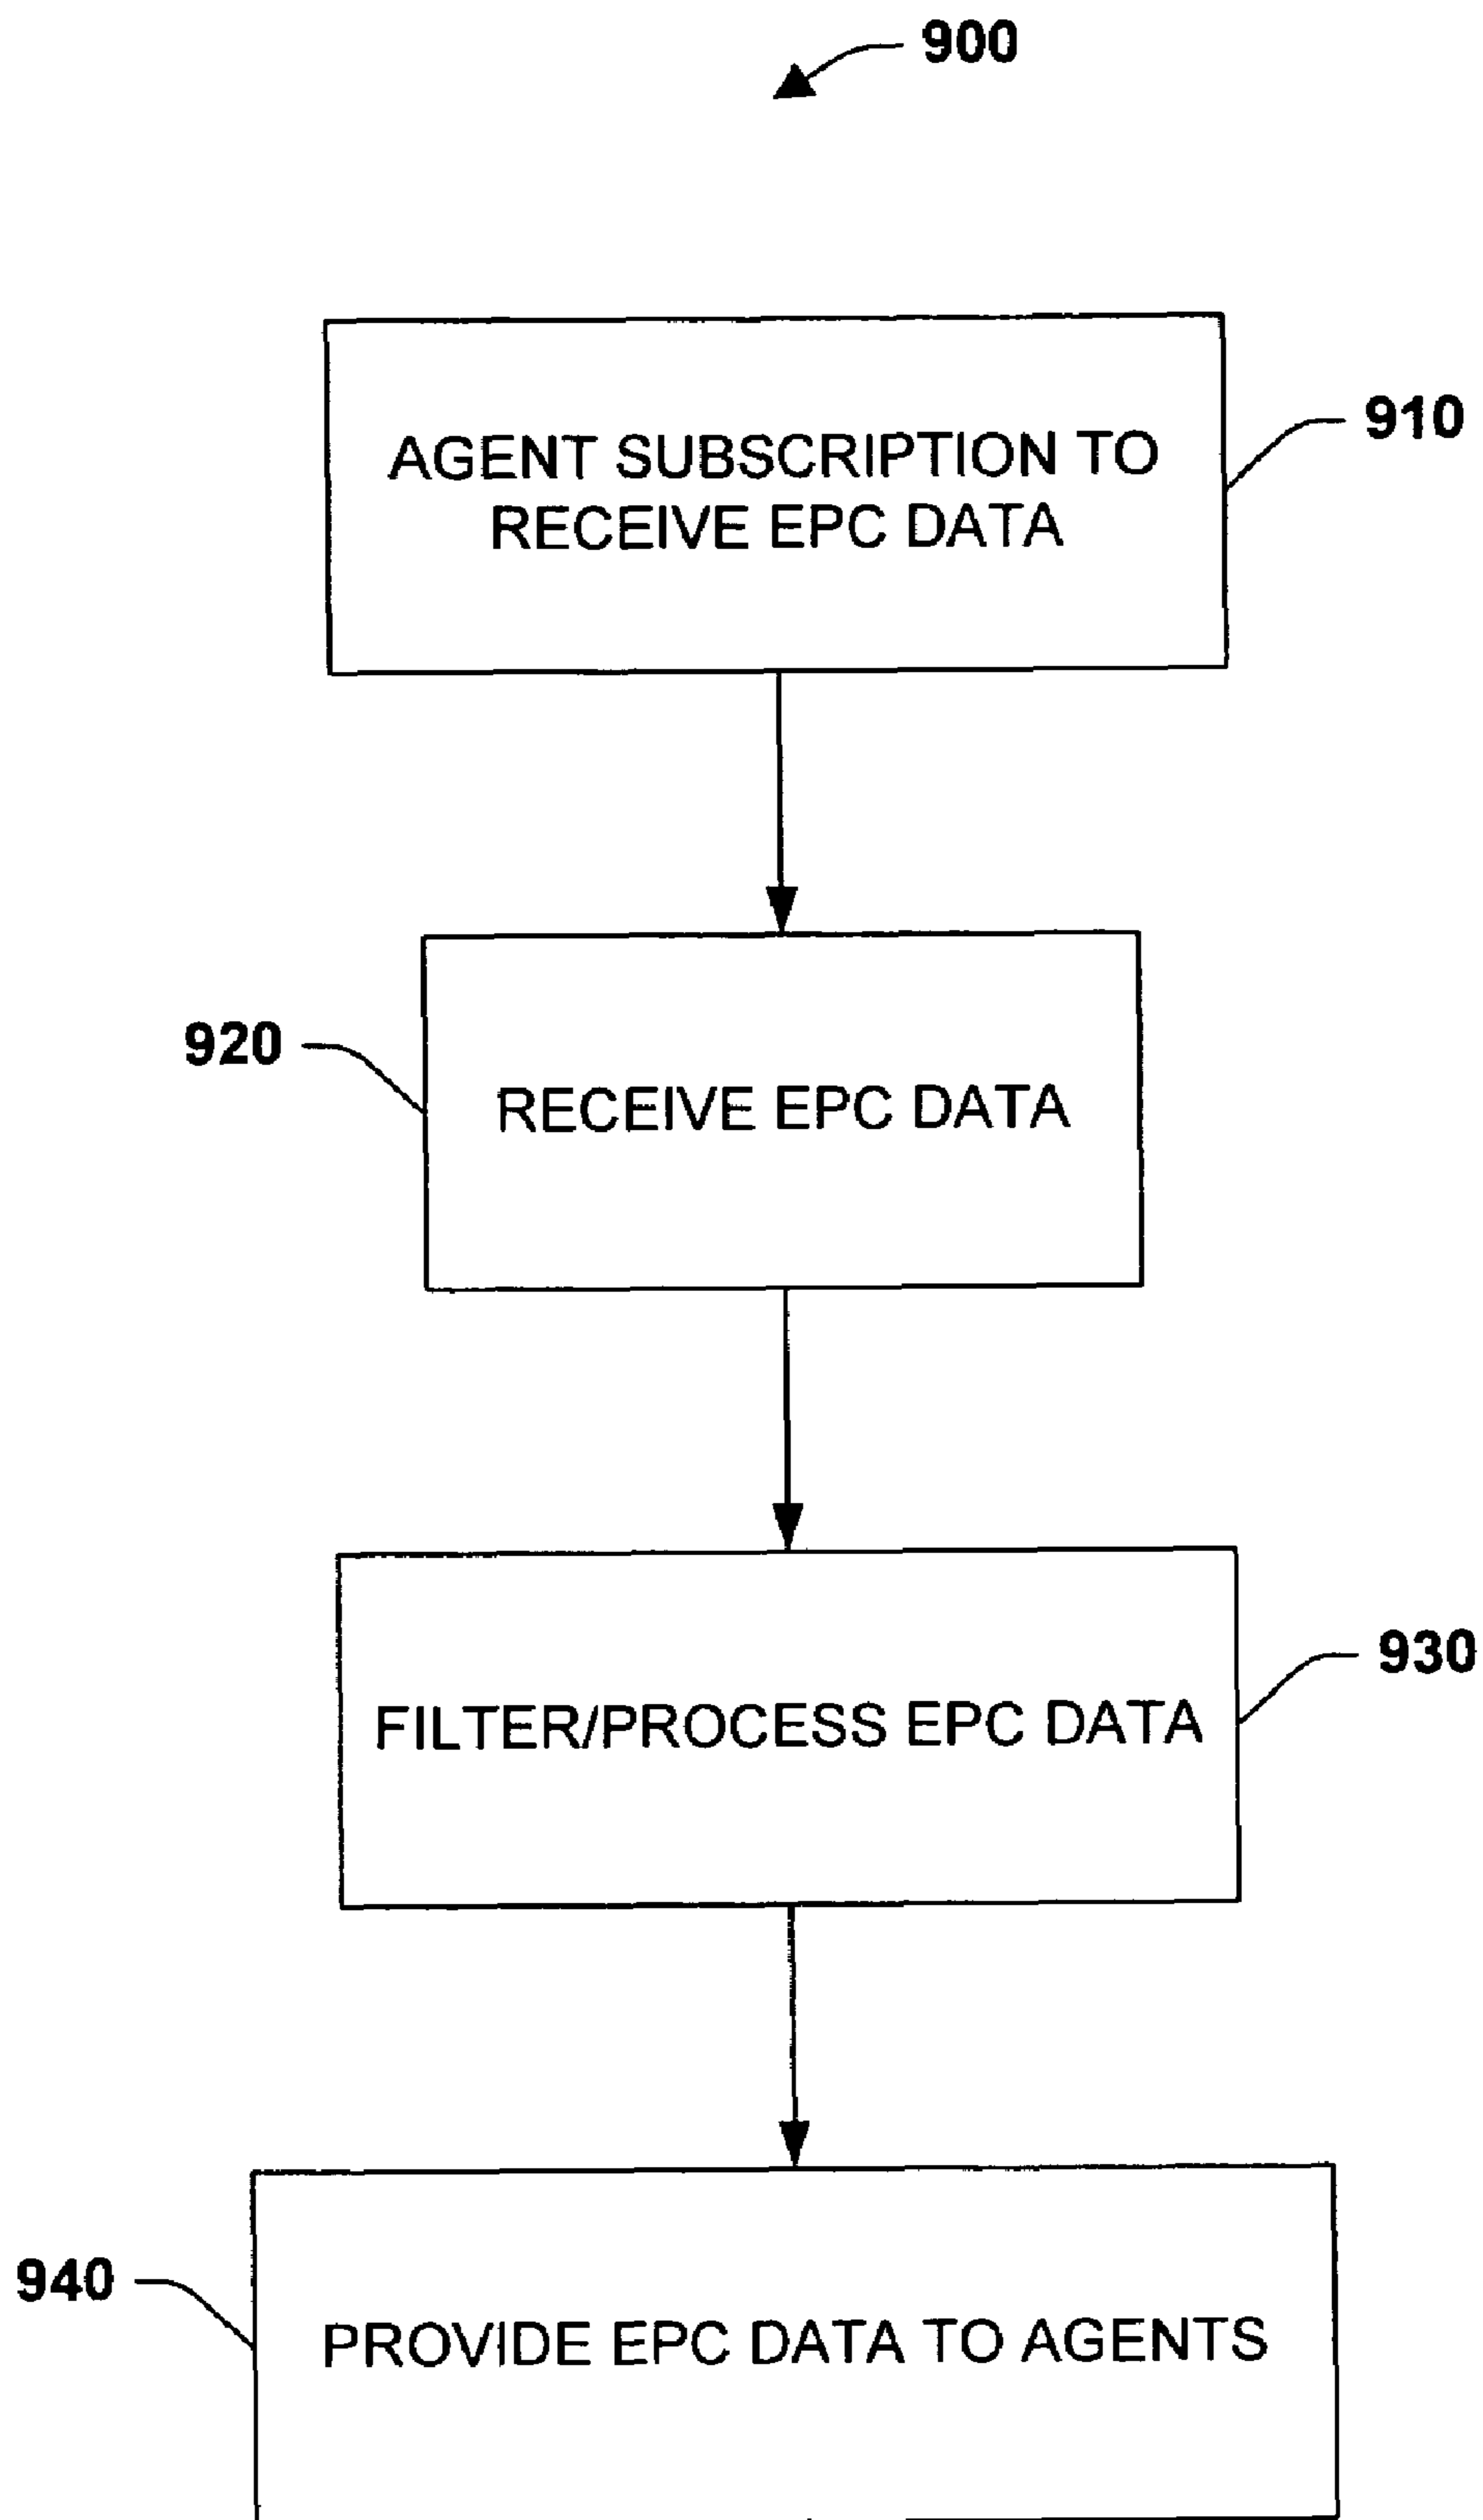 900
AGENT SUBSCRIPTION TO
RECEIVE EPC DATA
910
920
RECEIVE EPC DATA
FILTER/PROCESS EPC DATA
930
940
PROVIDE EPC DATA TO AGENTS